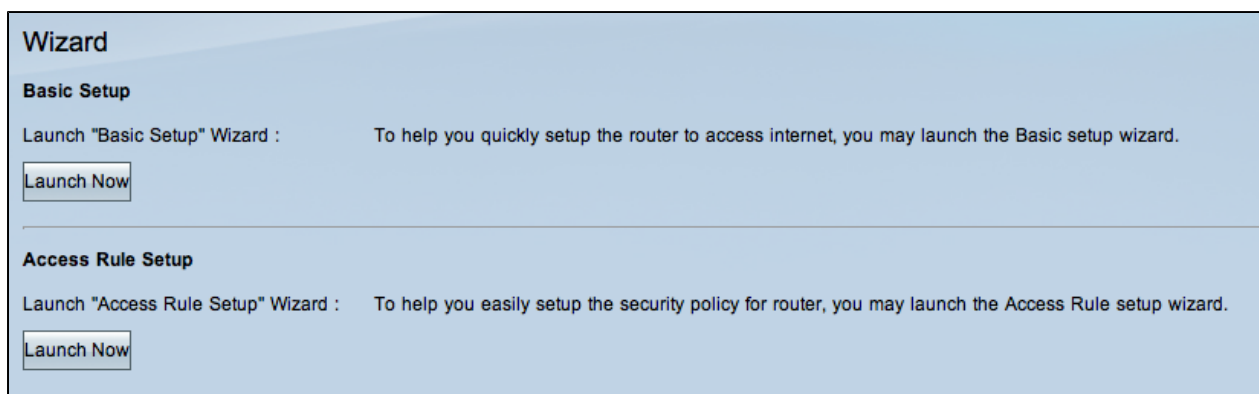 Wizard
Basic Setup
Launch "Basic Setup" Wizard : To help you quickly setup the router to access internet, you may launch the Basic setup wizard.
Launch Now
Access Rule Setup
Launch "Access Rule Setup" Wizard : To help you easily setup the security policy for router, you may launch the Access Rule setup wizard.
Launch Now